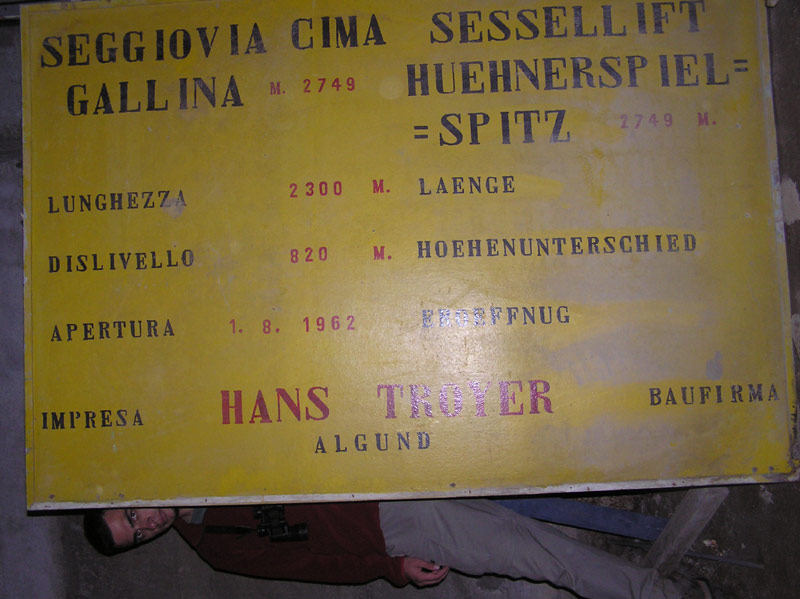 SEGGIOVIA CIMA GALLINA M. 2749
SESSELLIFT HUEHNERSPIEL=
=SPITZ 2749 M.
LUNGHEZZA 2300 M. LAENGE
DISLIVELLO 820 M. HOEHENUNTERSCHIED
APERTURA 1. 8. 1962 EROEFFNUG
IMPRESA HANS TROYER BAUFIRMA
ALGUND